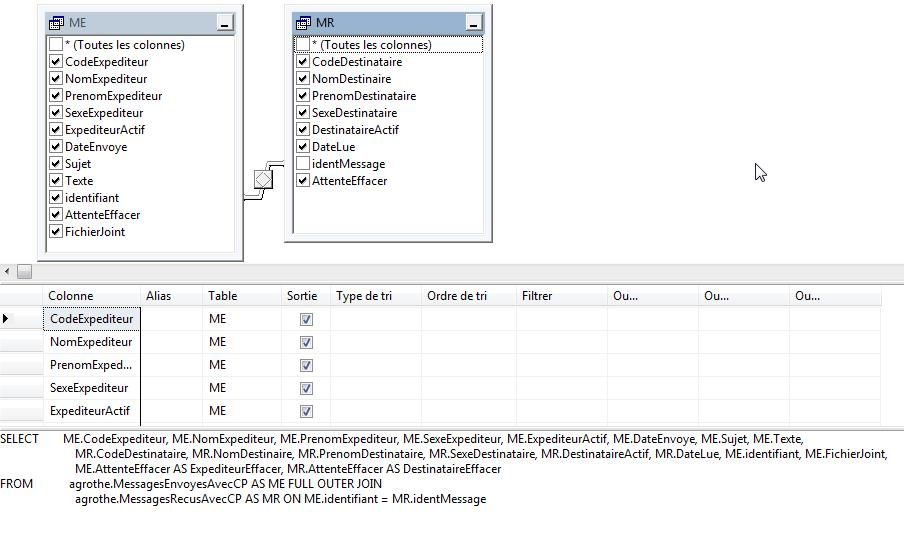 ME
* (Toutes les colonnes)
CodeExpediteur
NomExpediteur
PrenomExpediteur
SexeExpediteur
ExpediteurActif
DateEnvoye
Sujet
Texte
identifiant
AttenteEffacer
FichierJoint
MR
* (Toutes les colonnes)
CodeDestinataire
NomDestinaire
PrenomDestinataire
SexeDestinataire
DestinataireActif
DateLue
identMessage
AttenteEffacer
Colonne Alias Table Sortie Type de tri Ordre de tri Filtrer Ou... Ou... Ou...
CodeExpediteur ME
NomExpediteur ME
PrenomExped... ME
SexeExpediteur ME
ExpediteurActif ME
SELECT ME.CodeExpediteur, ME.NomExpediteur, ME.PrenomExpediteur, ME.SexeExpediteur, ME.ExpediteurActif, ME.DateEnvoye, ME.Sujet, ME.Texte,
MR.CodeDestinataire, MR.NomDestinaire, MR.PrenomDestinataire, MR.SexeDestinataire, MR.DestinataireActif, MR.DateLue, ME.identifiant, ME.FichierJoint,
ME.AttenteEffacer AS ExpediteurEffacer, MR.AttenteEffacer AS DestinataireEffacer
FROM agrothe.MessagesEnvoyesAvecCP AS ME FULL OUTER JOIN
agrothe.MessagesRecusAvecCP AS MR ON ME.identifiant = MR.identMessage